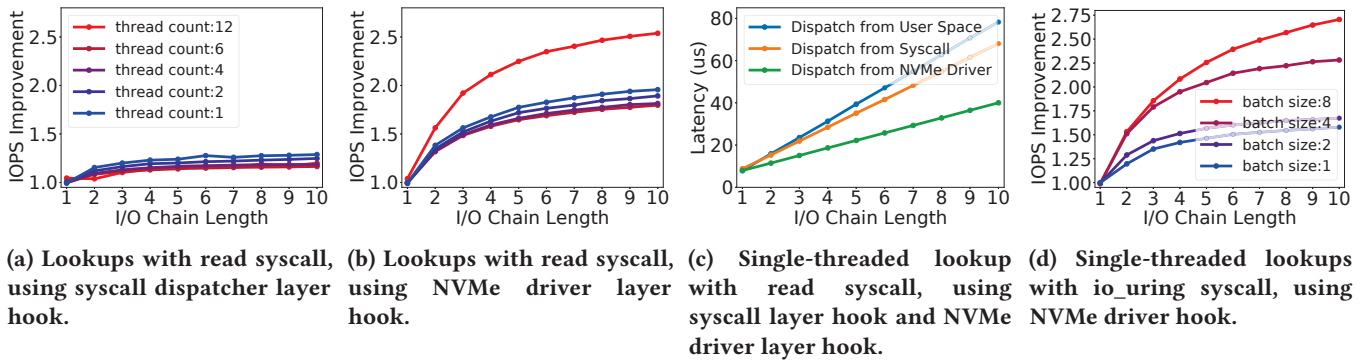 IOPS Improvement
2.5
2.0
1.5
1.0
thread count:12
thread count:6
thread count:4
thread count:2
thread count:1
1 2 3 4 5 6 7 8 9 10
I/O Chain Length
(a) Lookups with read syscall,
using syscall dispatcher layer
hook.
IOPS Improvement
2.5
2.0
1.5
1.0
1 2 3 4 5 6 7 8 9 10
I/O Chain Length
(b) Lookups with read syscall,
using NVMe driver layer
hook.
Latency (us)
80
60
40
20
0
Dispatch from User Space
Dispatch from Syscall
Dispatch from NVMe Driver
1 2 3 4 5 6 7 8 9 10
I/O Chain Length
(c) Single-threaded lookup
with read syscall, using
syscall layer hook and NVMe
driver layer hook.
IOPS Improvement
2.75
2.50
2.25
2.00
1.75
1.50
1.25
1.00
batch size:8
batch size:4
batch size:2
batch size:1
1 2 3 4 5 6 7 8 9 10
I/O Chain Length
(d) Single-threaded lookups
with io_uring syscall, using
NVMe driver hook.